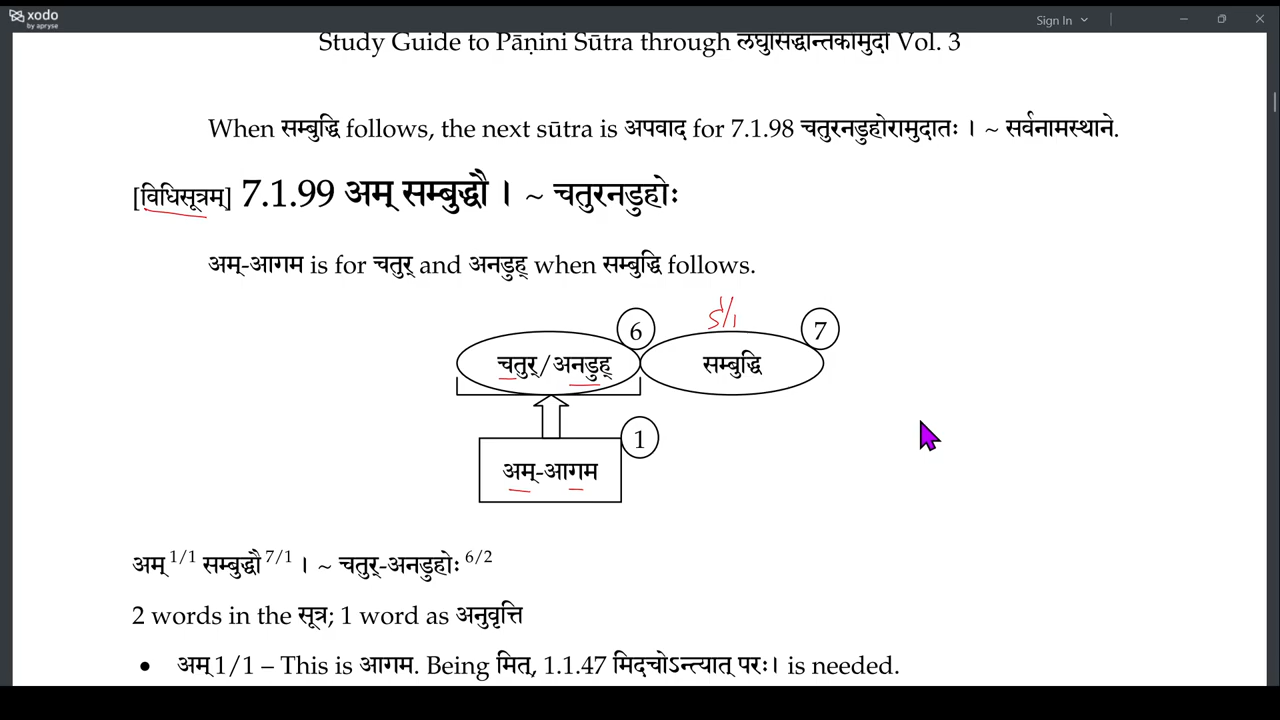 xodo
by apryse
Sign In
Study Guide to Pāṇini Sūtra through लघुसिद्धान्तकौमुदी Vol. 3
When सम्बुद्धि follows, the next sūtra is अपवाद for 7.1.98 चतुरनडुहोरामुदातः । ~ सर्वनामस्थाने.
[विधिसूत्रम्] 7.1.99 अम् सम्बुद्धौ । ~ चतुरनडुहोः
अम्-आगम is for चतुर् and अनडुह् when सम्बुद्धि follows.
S/1
6
7
चतुर्/अनडुह्
सम्बुद्धि
1
अम्-आगम
अम् 1/1 सम्बुद्धौ 7/1 । ~ चतुर्-अनडुहोः 6/2
2 words in the सूत्र; 1 word as अनुवृत्ति
• अम् 1/1 – This is आगम. Being मित्, 1.1.47 मिदचोऽन्त्यात् परः। is needed.